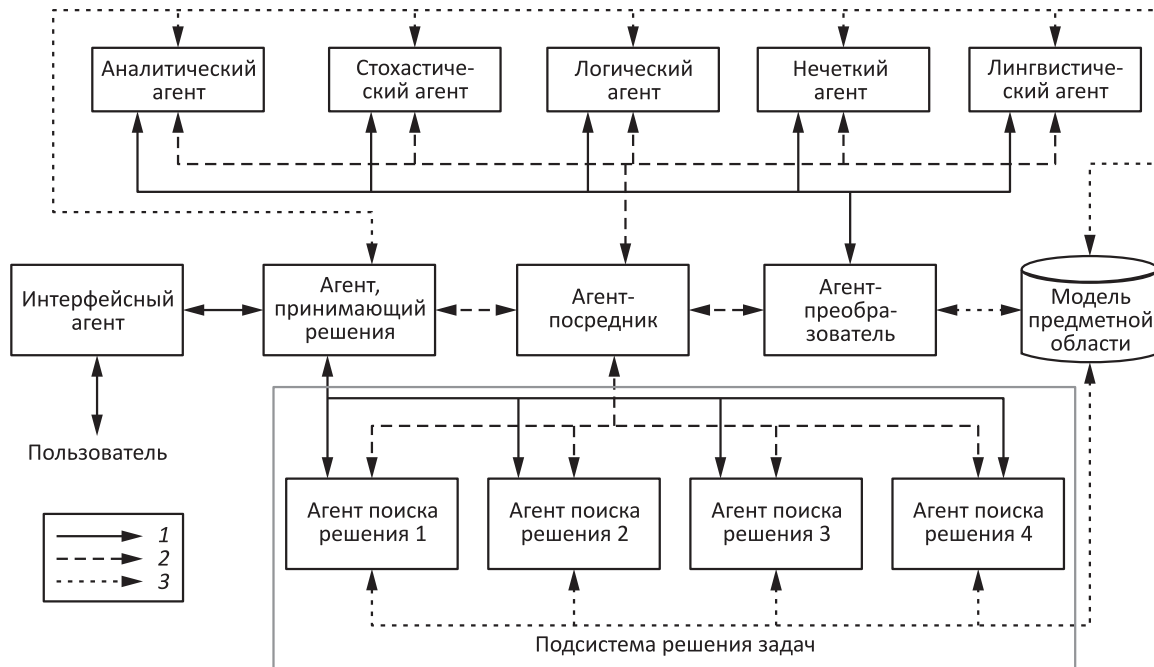 Аналитический
агент
Стохастиче-
ский агент
Логический
агент
Нечеткий
агент
Лингвистиче-
ский агент
Интерфейсный
агент
Агент,
принимающий
решения
Агент-
посредник
Агент-
преобра-
зователь
Модель
предметной
области
Пользователь
Агент поиска
решения 1
Агент поиска
решения 2
Агент поиска
решения 3
Агент поиска
решения 4
1
2
3
Подсистема решения задач